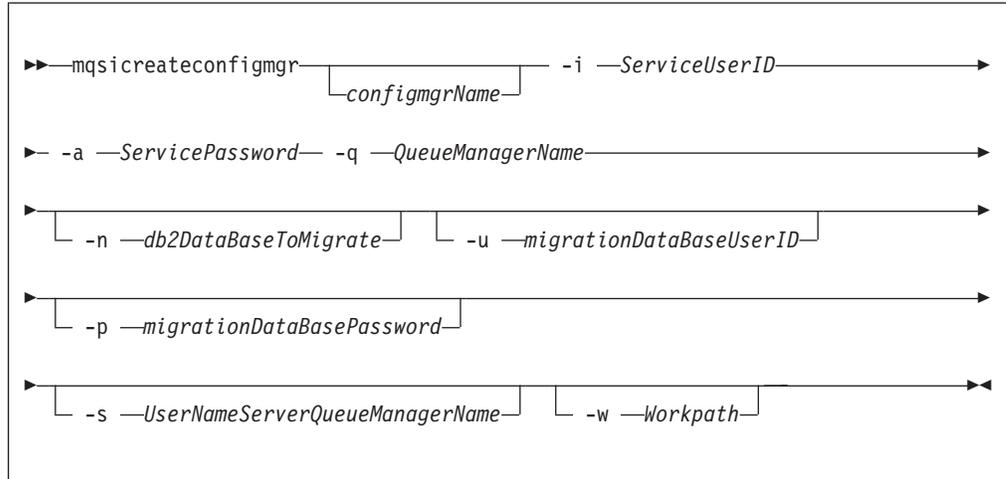 mqsicreateconfigmgr -i ServiceUserID
configmgrName
-a ServicePassword -q QueueManagerName
-n db2DataBaseToMigrate -u migrationDataBaseUserID
-p migrationDataBasePassword
-s UserNameServerQueueManagerName -w Workpath